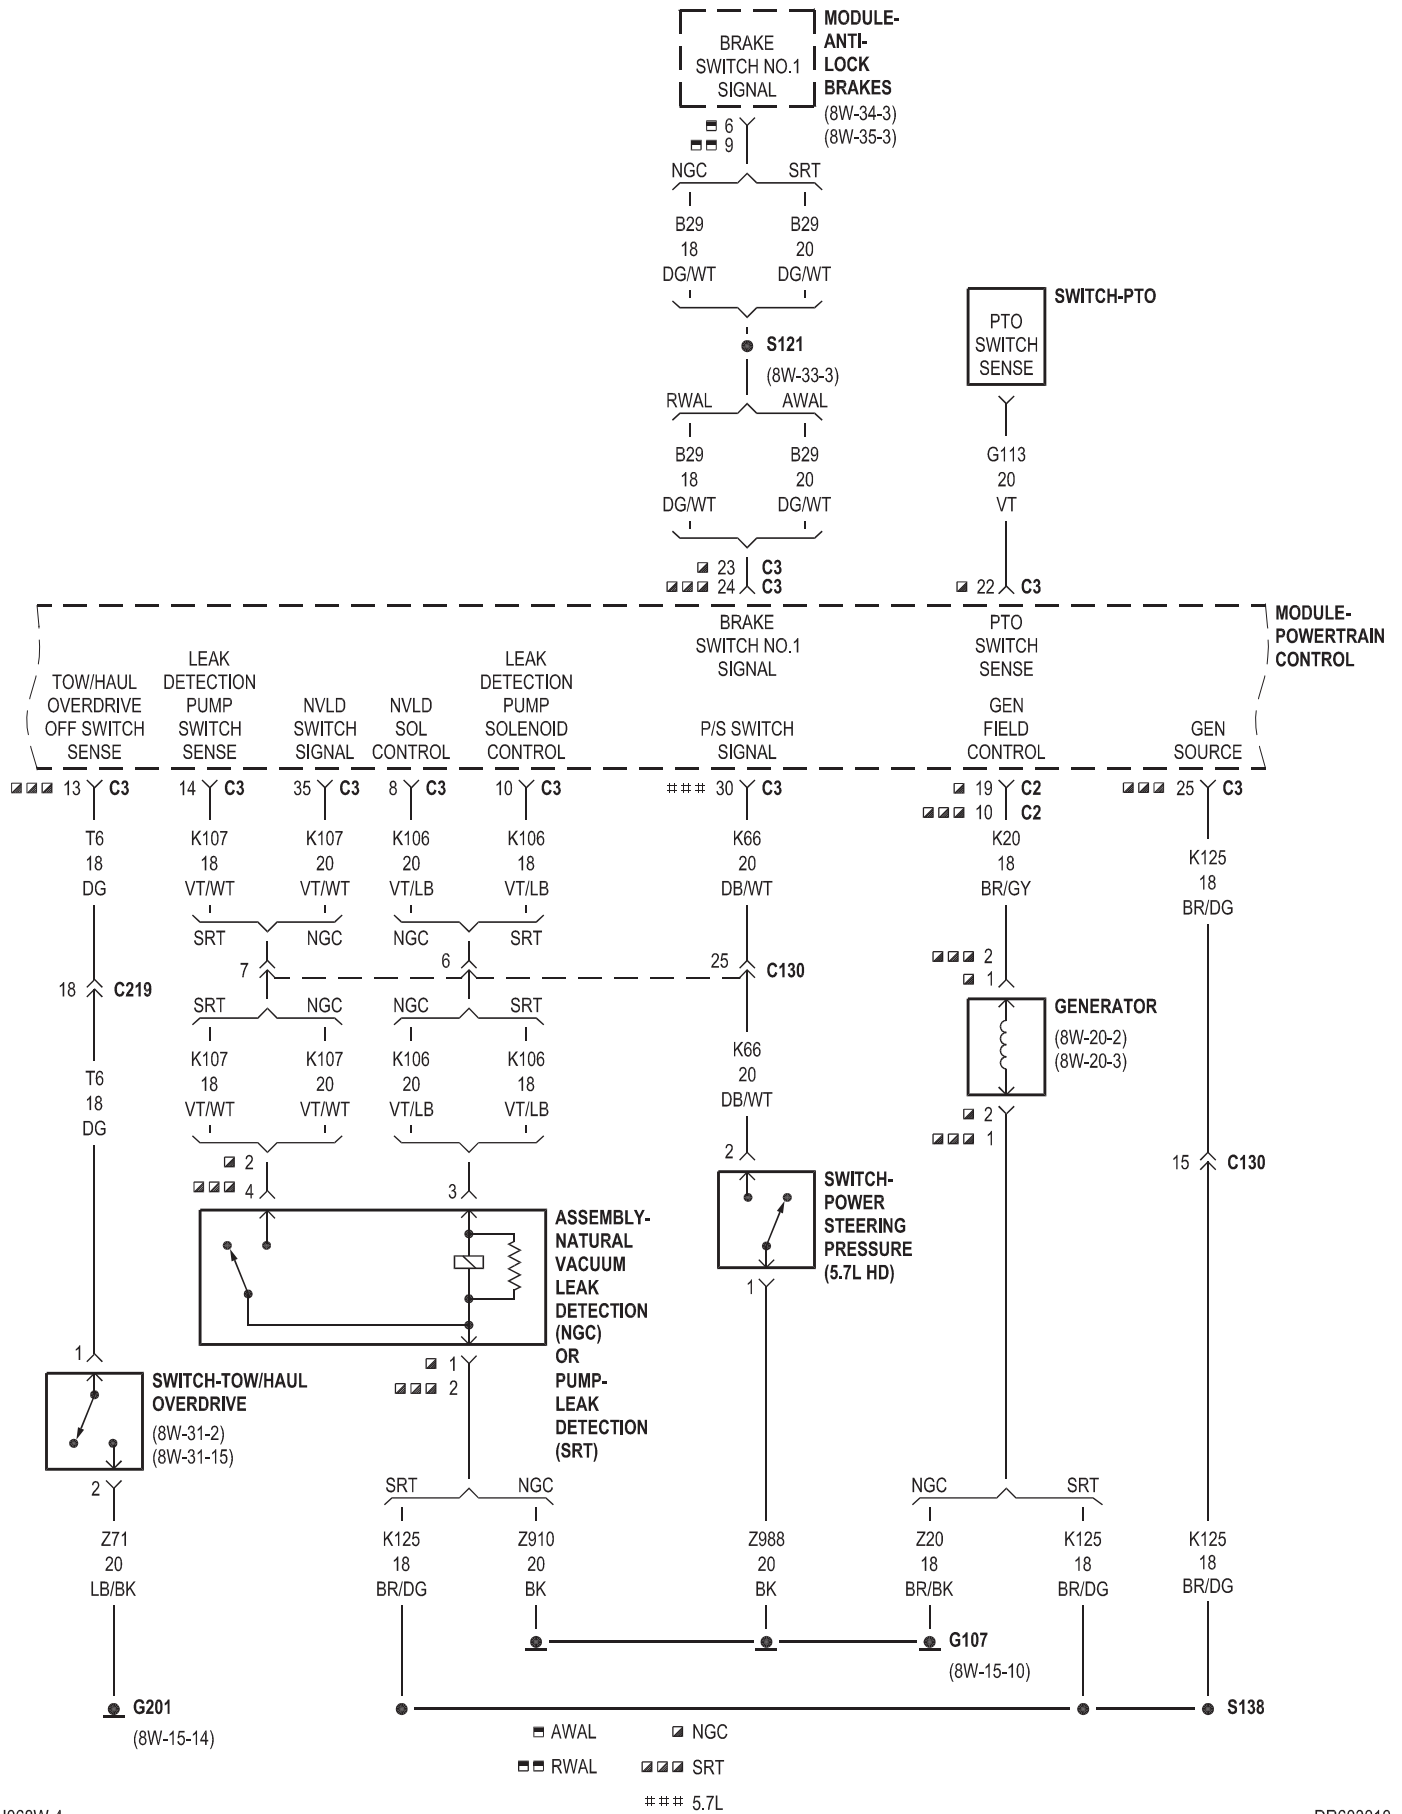 MODULE-
ANTI-
LOCK
BRAKES
(8W-34-3)
(8W-35-3)
BRAKE
SWITCH NO.1
SIGNAL
6
9
NGC SRT
B29 B29
18 20
DG/WT DG/WT
S121
(8W-33-3)
RWAL AWAL
B29 B29
18 20
DG/WT DG/WT
23 C3
24 C3
SWITCH-PTO
PTO
SWITCH
SENSE
G113
20
VT
22 C3
MODULE-
POWERTRAIN
CONTROL
BRAKE
SWITCH NO.1
SIGNAL
PTO
SWITCH
SENSE
TOW/HAUL
OVERDRIVE
OFF SWITCH
SENSE
LEAK
DETECTION
PUMP
SWITCH
SENSE
NVLD
SWITCH
SIGNAL
NVLD
SOL
CONTROL
LEAK
DETECTION
PUMP
SOLENOID
CONTROL
P/S SWITCH
SIGNAL
GEN
FIELD
CONTROL
GEN
SOURCE
13 C3
14 C3
35 C3
8 C3
10 C3
### 30 C3
19 C2
10 C2
25 C3
T6
18
DG
K107
18
VT/WT
K107
20
VT/WT
K106
20
VT/LB
K106
18
VT/LB
K66
20
DB/WT
K20
18
BR/GY
K125
18
BR/DG
SRT NGC NGC SRT
7 6 25 C130
18 C219
2
1
SRT NGC NGC SRT
GENERATOR
(8W-20-2)
(8W-20-3)
T6
18
DG
K107
18
VT/WT
K107
20
VT/WT
K106
20
VT/LB
K106
18
VT/LB
K66
20
DB/WT
2
1
2
4
3
2
15 C130
SWITCH-
POWER
STEERING
PRESSURE
(5.7L HD)
1
ASSEMBLY-
NATURAL
VACUUM
LEAK
DETECTION
(NGC)
OR
PUMP-
LEAK
DETECTION
(SRT)
1
2
1
SWITCH-TOW/HAUL
OVERDRIVE
(8W-31-2)
(8W-31-15)
2
SRT NGC
NGC SRT
Z71
20
LB/BK
K125
18
BR/DG
Z910
20
BK
Z988
20
BK
Z20
18
BR/BK
K125
18
BR/DG
K125
18
BR/DG
G107
(8W-15-10)
G201
(8W-15-14)
S138
AWAL NGC
RWAL SRT
### 5.7L